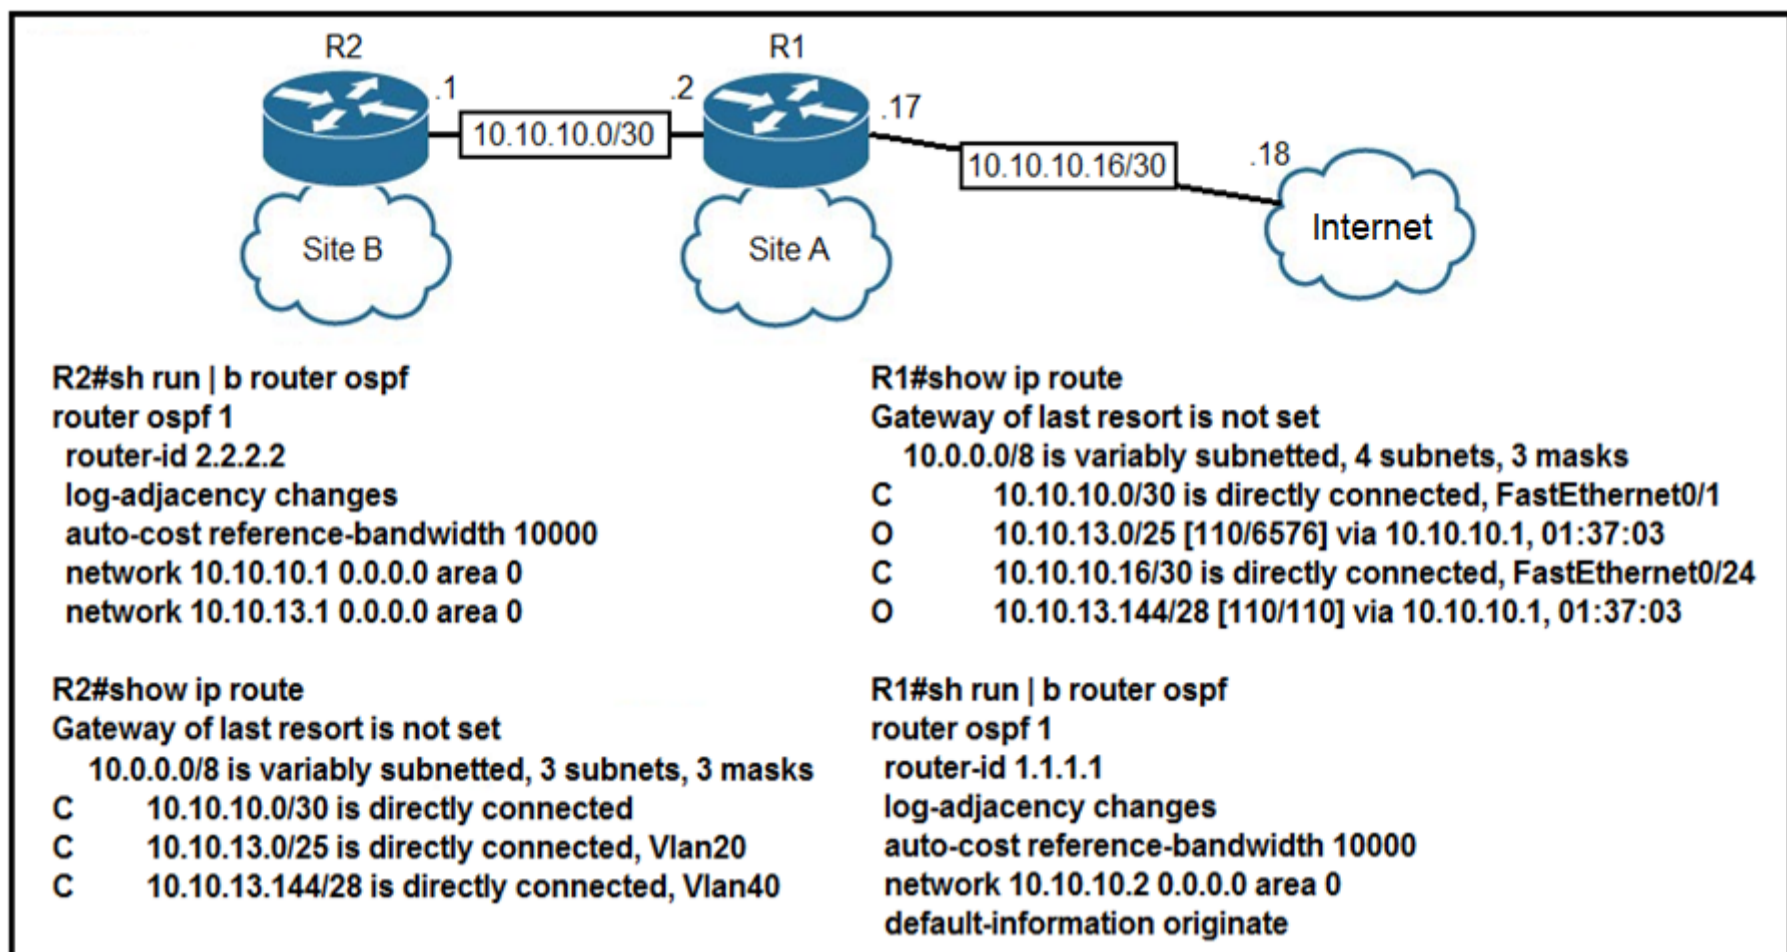 R2
R1
.1
.2
.17
10.10.10.0/30
10.10.10.16/30
.18
Site B
Site A
Internet
R2#sh run | b router ospf
router ospf 1
router-id 2.2.2.2
log-adjacency changes
auto-cost reference-bandwidth 10000
network 10.10.10.1 0.0.0.0 area 0
network 10.10.13.1 0.0.0.0 area 0
R2#show ip route
Gateway of last resort is not set
10.0.0.0/8 is variably subnetted, 3 subnets, 3 masks
C 10.10.10.0/30 is directly connected
C 10.10.13.0/25 is directly connected, Vlan20
C 10.10.13.144/28 is directly connected, Vlan40
R1#show ip route
Gateway of last resort is not set
10.0.0.0/8 is variably subnetted, 4 subnets, 3 masks
C 10.10.10.0/30 is directly connected, FastEthernet0/1
O 10.10.13.0/25 [110/6576] via 10.10.10.1, 01:37:03
C 10.10.10.16/30 is directly connected, FastEthernet0/24
O 10.10.13.144/28 [110/110] via 10.10.10.1, 01:37:03
R1#sh run | b router ospf
router ospf 1
router-id 1.1.1.1
log-adjacency changes
auto-cost reference-bandwidth 10000
network 10.10.10.2 0.0.0.0 area 0
default-information originate